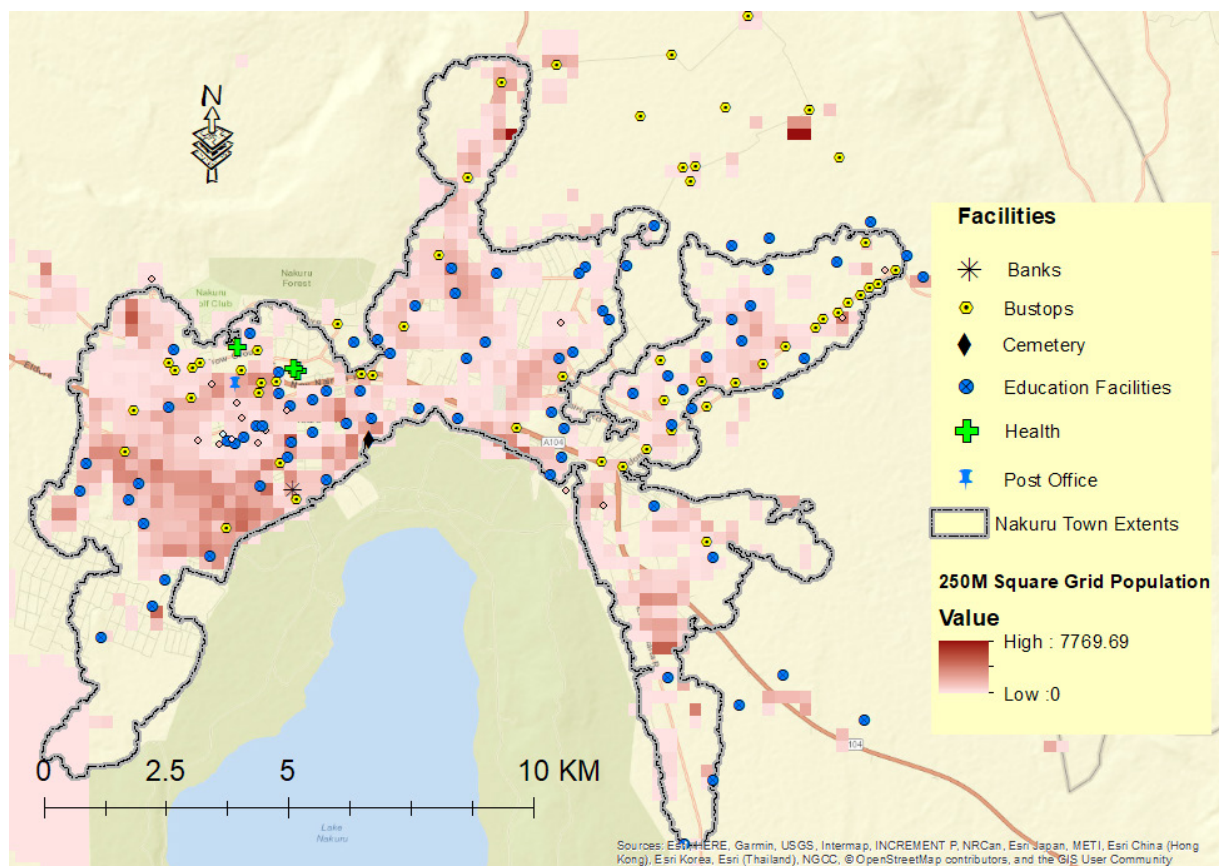 N
Nakuru
Forest
Nakuru
olf Club
Facilities
Banks
Bustops
Cemetery
Education Facilities
Health
Post Office
Nakuru Town Extents
250M Square Grid Population
Value
High : 7769.69
Low :0
A104
104
0 2.5 5 10 KM
Lake
Nakuru
Sources: Esri, HERE, Garmin, USGS, Intermap, INCREMENT P, NRCan, Esri Japan, METI, Esri China (Hong
Kong), Esri Korea, Esri (Thailand), NGCC, © OpenStreetMap contributors, and the GIS User Community